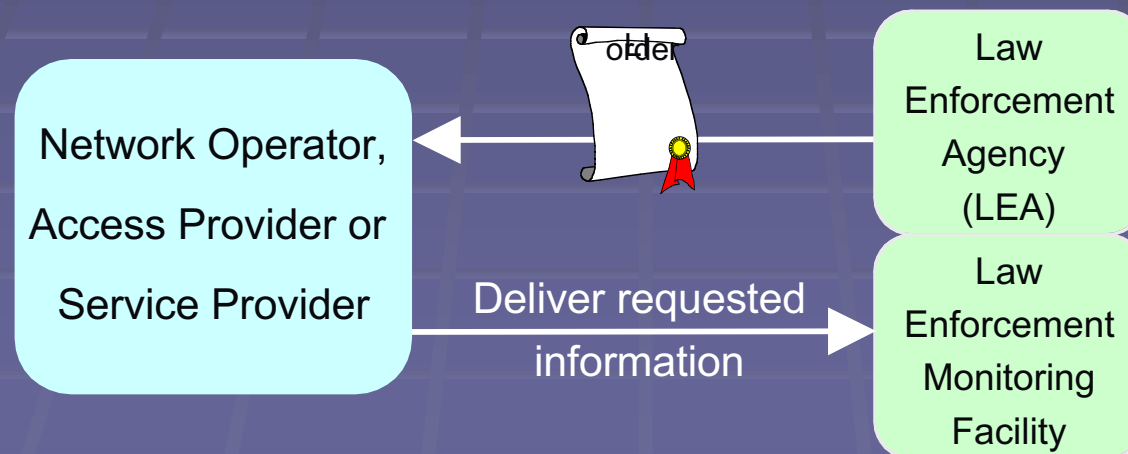 Network Operator,
Access Provider or
Service Provider
order
Law
Enforcement
Agency
(LEA)
Deliver requested
information
Law
Enforcement
Monitoring
Facility